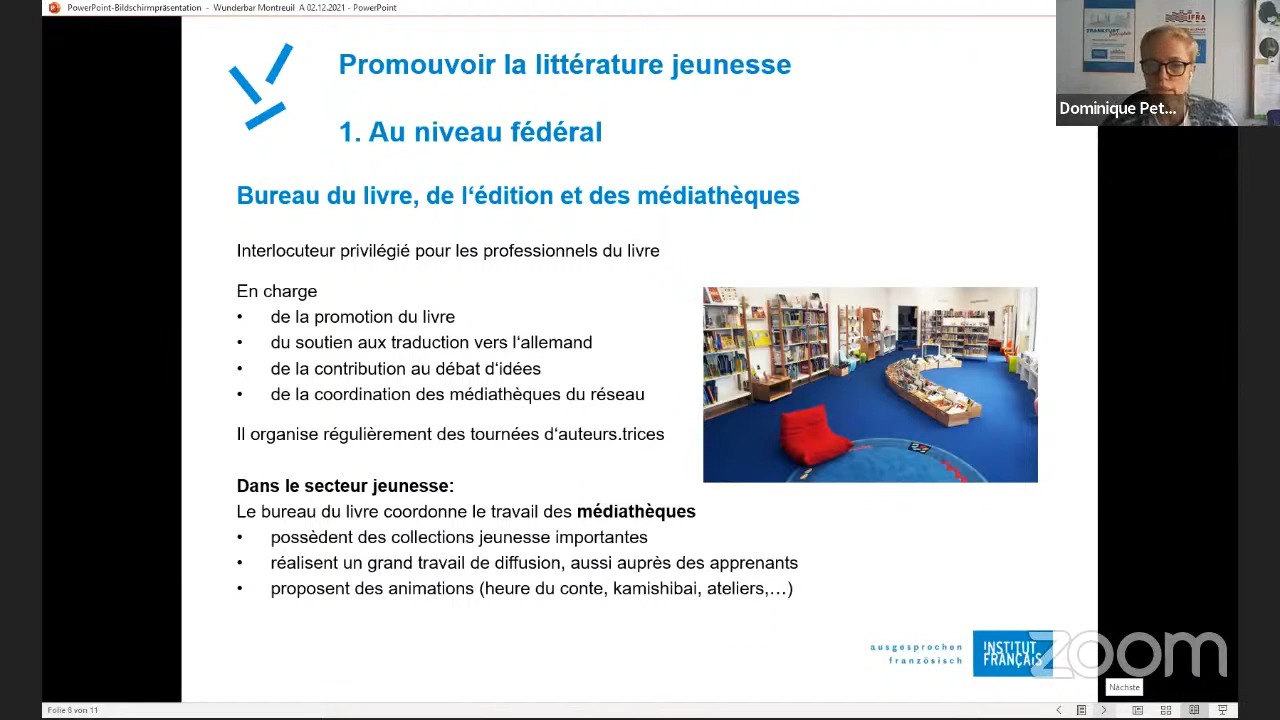 PowerPoint-Bildschirmpräsentation - Wunderbar Montreuil A 02.12.2021 - PowerPoint
Promouvoir la littérature jeunesse
1. Au niveau fédéral
Bureau du livre, de l‘édition et des médiathèques
Interlocuteur privilégié pour les professionnels du livre
En charge
• de la promotion du livre
• du soutien aux traduction vers l‘allemand
• de la contribution au débat d‘idées
• de la coordination des médiathèques du réseau
Il organise régulièrement des tournées d‘auteurs.trices
Dans le secteur jeunesse:
Le bureau du livre coordonne le travail des médiathèques
• possèdent des collections jeunesse importantes
• réalisent un grand travail de diffusion, aussi auprès des apprenants
• proposent des animations (heure du conte, kamishibai, ateliers,…)
ausgesprochen
französisch
INSTITUT
FRANÇAIS
zoom
Nächste
Folie 6 von 11
FRANKFURT
IFRA
Dominique Pet...